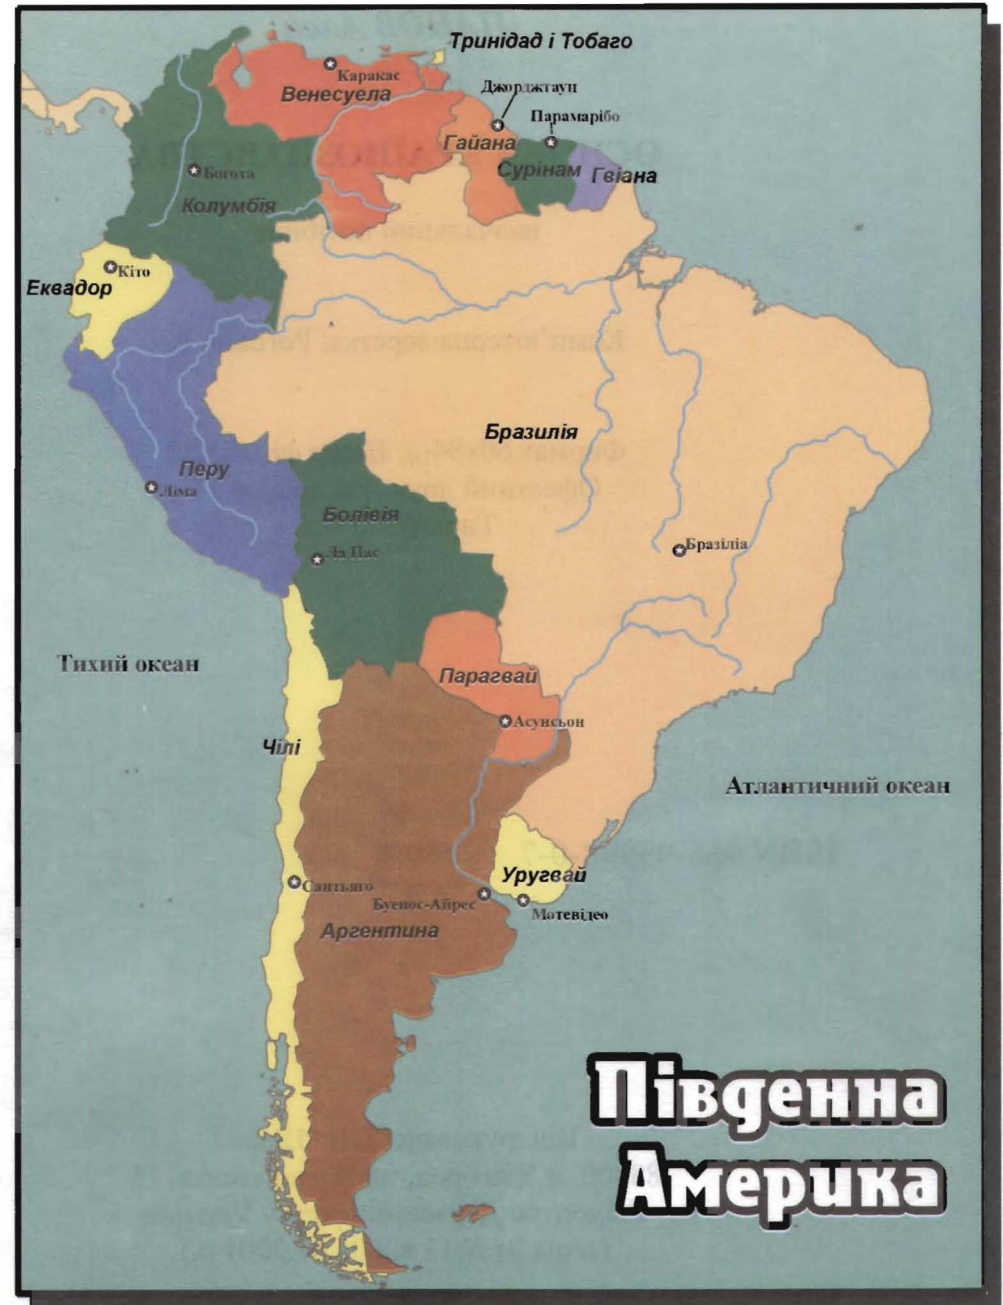 Тринідад і Тобаго
Каракас
Венесуела
Джорджтаун
Парамарібо
Гайана
Сурінам
Гвіана
Богота
Колумбія
Кіто
Еквадор
Бразилія
Перу
Ліма
Болівія
Ла Пас
Бразіліа
Тихий океан
Парагвай
Асунсьон
Чілі
Атлантичний океан
Уругвай
Сантьяго
Буенос-Айрес
Мотевідео
Аргентина
Південна
Америка